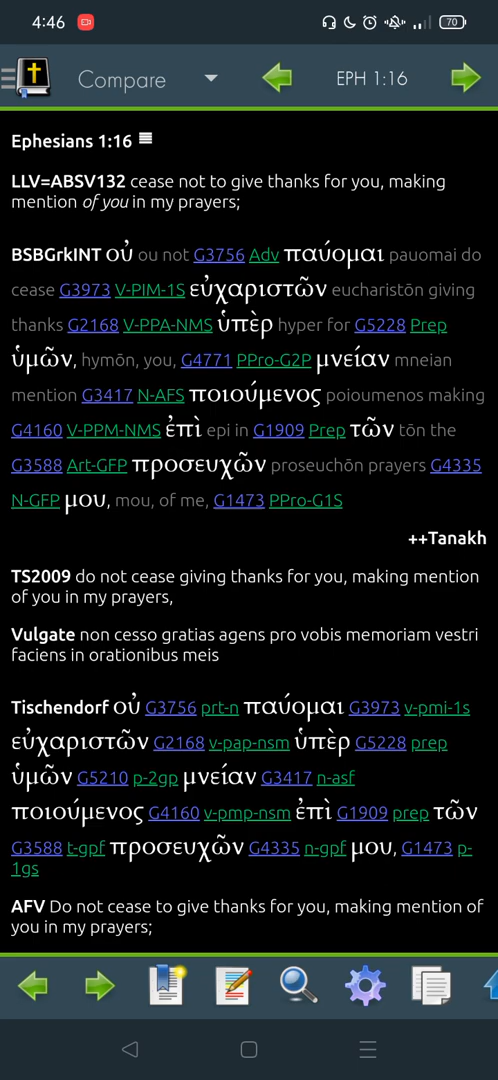 4:46 70
Compare EPH 1:16
Ephesians 1:16
LLV=ABSV132 cease not to give thanks for you, making
mention of you in my prayers;
BSBGrkINT οὐ ou not G3756 Adv παύομαι pauomai do
cease G3973 V-PIM-1S εὐχαριστῶν eucharistōn giving
thanks G2168 V-PPA-NMS ὑπὲρ hyper for G5228 Prep
ὑμῶν, hymōn, you, G4771 PPro-G2P μνείαν mneian
mention G3417 N-AFS ποιούμενος poioumenos making
G4160 V-PPM-NMS ἐπὶ epi in G1909 Prep τῶν tōn the
G3588 Art-GFP προσευχῶν proseuchōn prayers G4335
N-GFP μου, mou, of me, G1473 PPro-G1S
++Tanakh
TS2009 do not cease giving thanks for you, making mention
of you in my prayers,
Vulgate non cesso gratias agens pro vobis memoriam vestri
faciens in orationibus meis
Tischendorf οὐ G3756 prt-n παύομαι G3973 v-pmi-1s
εὐχαριστῶν G2168 v-pap-nsm ὑπὲρ G5228 prep
ὑμῶν G5210 p-2gp μνείαν G3417 n-asf
ποιούμενος G4160 v-pmp-nsm ἐπὶ G1909 prep τῶν
G3588 t-gpf προσευχῶν G4335 n-gpf μου, G1473 p-
1gs
AFV Do not cease to give thanks for you, making mention of
you in my prayers;